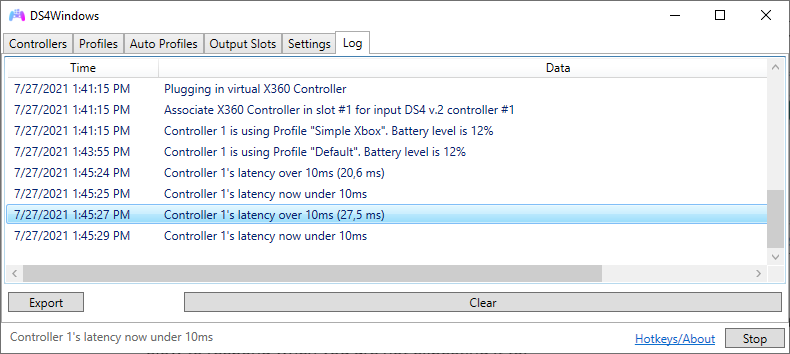 DS4Windows
Controllers Profiles Auto Profiles Output Slots Settings Log
Time Data
7/27/2021 1:41:15 PM Plugging in virtual X360 Controller
7/27/2021 1:41:15 PM Associate X360 Controller in slot #1 for input DS4 v.2 controller #1
7/27/2021 1:41:15 PM Controller 1 is using Profile "Simple Xbox". Battery level is 12%
7/27/2021 1:43:55 PM Controller 1 is using Profile "Default". Battery level is 12%
7/27/2021 1:45:24 PM Controller 1's latency over 10ms (20,6 ms)
7/27/2021 1:45:25 PM Controller 1's latency now under 10ms
7/27/2021 1:45:27 PM Controller 1's latency over 10ms (27,5 ms)
7/27/2021 1:45:29 PM Controller 1's latency now under 10ms
Export Clear
Controller 1's latency now under 10ms Hotkeys/About Stop